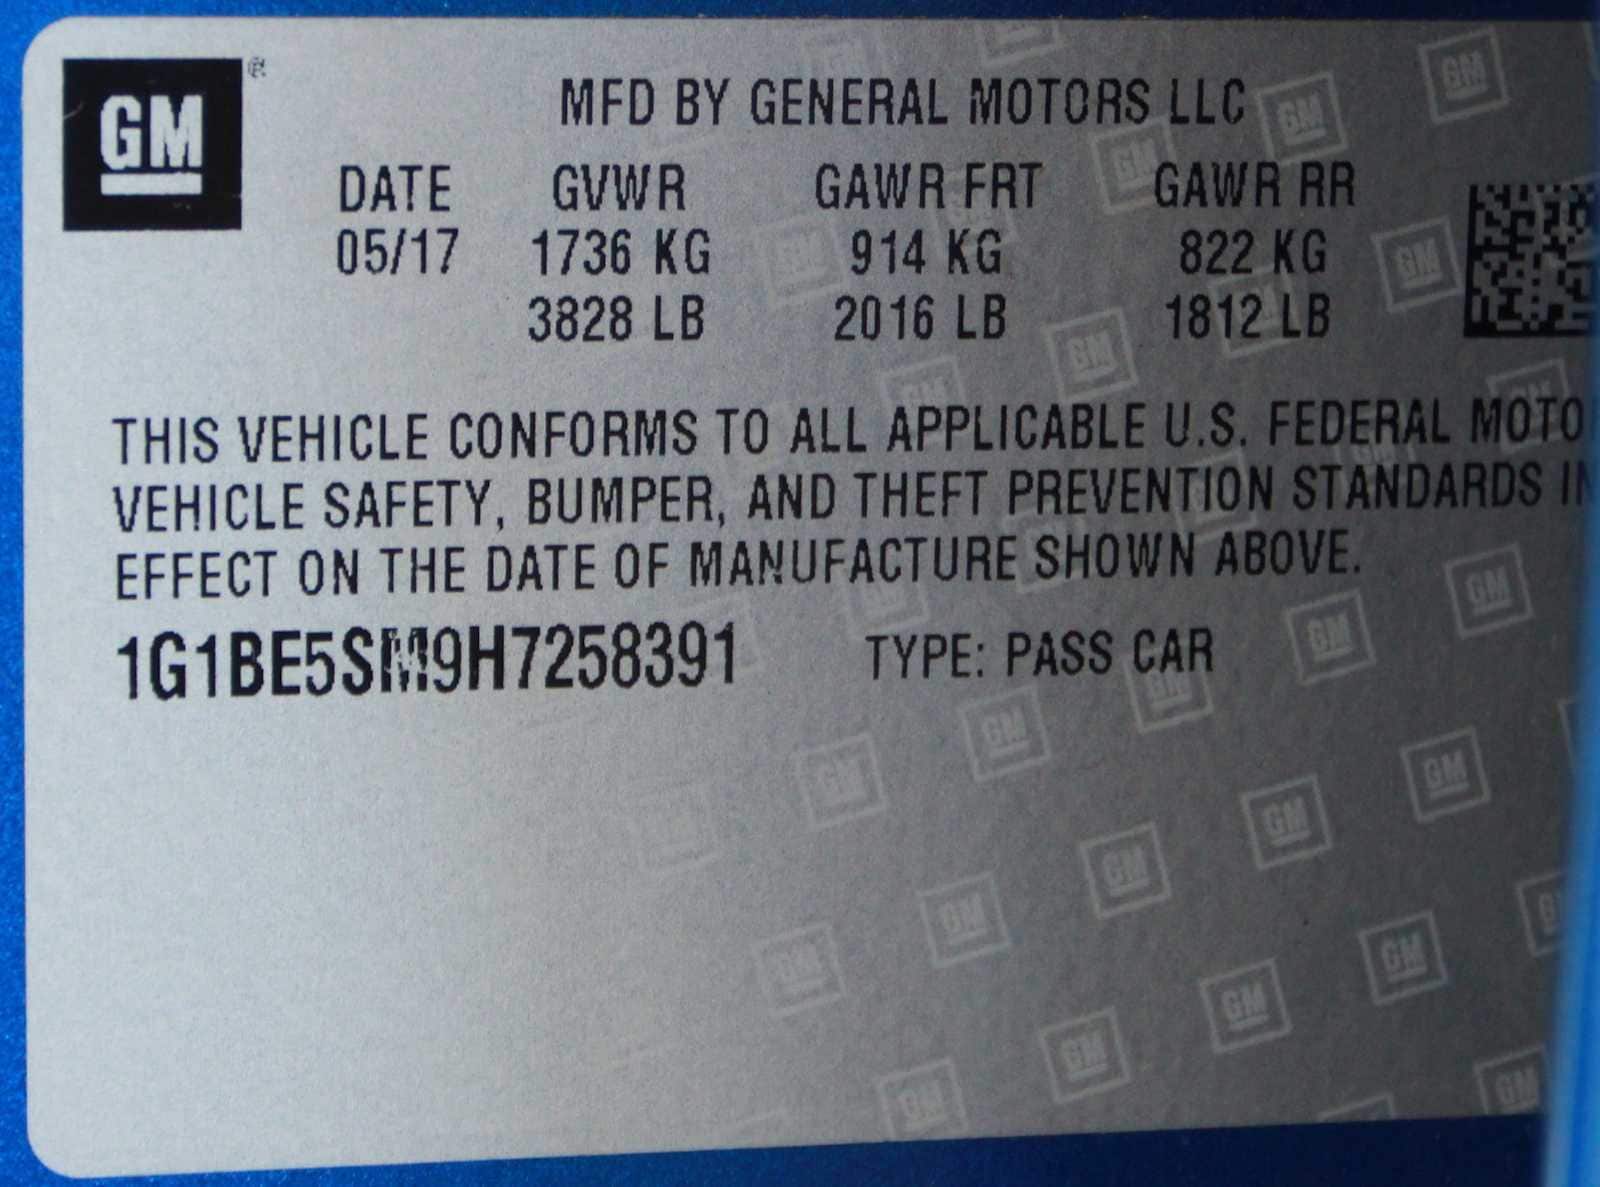 GM ®
MFD BY GENERAL MOTORS LLC
DATE GVWR GAWR FRT GAWR RR
05/17 1736 KG 914 KG 822 KG
3828 LB 2016 LB 1812 LB
THIS VEHICLE CONFORMS TO ALL APPLICABLE U.S. FEDERAL MOTO
VEHICLE SAFETY, BUMPER, AND THEFT PREVENTION STANDARDS IN
EFFECT ON THE DATE OF MANUFACTURE SHOWN ABOVE.
1G1BE5SM9H7258391 TYPE: PASS CAR